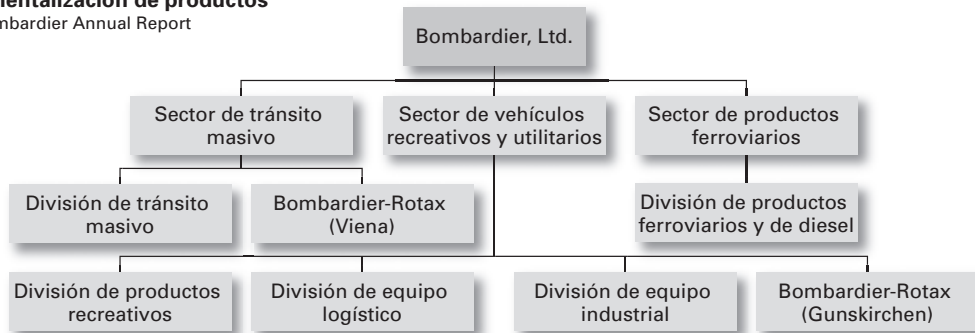 mentalización de productos
mbardier Annual Report
Bombardier, Ltd.
Sector de tránsito
masivo
Sector de vehículos
recreativos y utilitarios
Sector de productos
ferroviarios
División de tránsito
masivo
Bombardier-Rotax
(Viena)
División de productos
ferroviarios y de diesel
División de productos
recreativos
División de equipo
logístico
División de equipo
industrial
Bombardier-Rotax
(Gunskirchen)